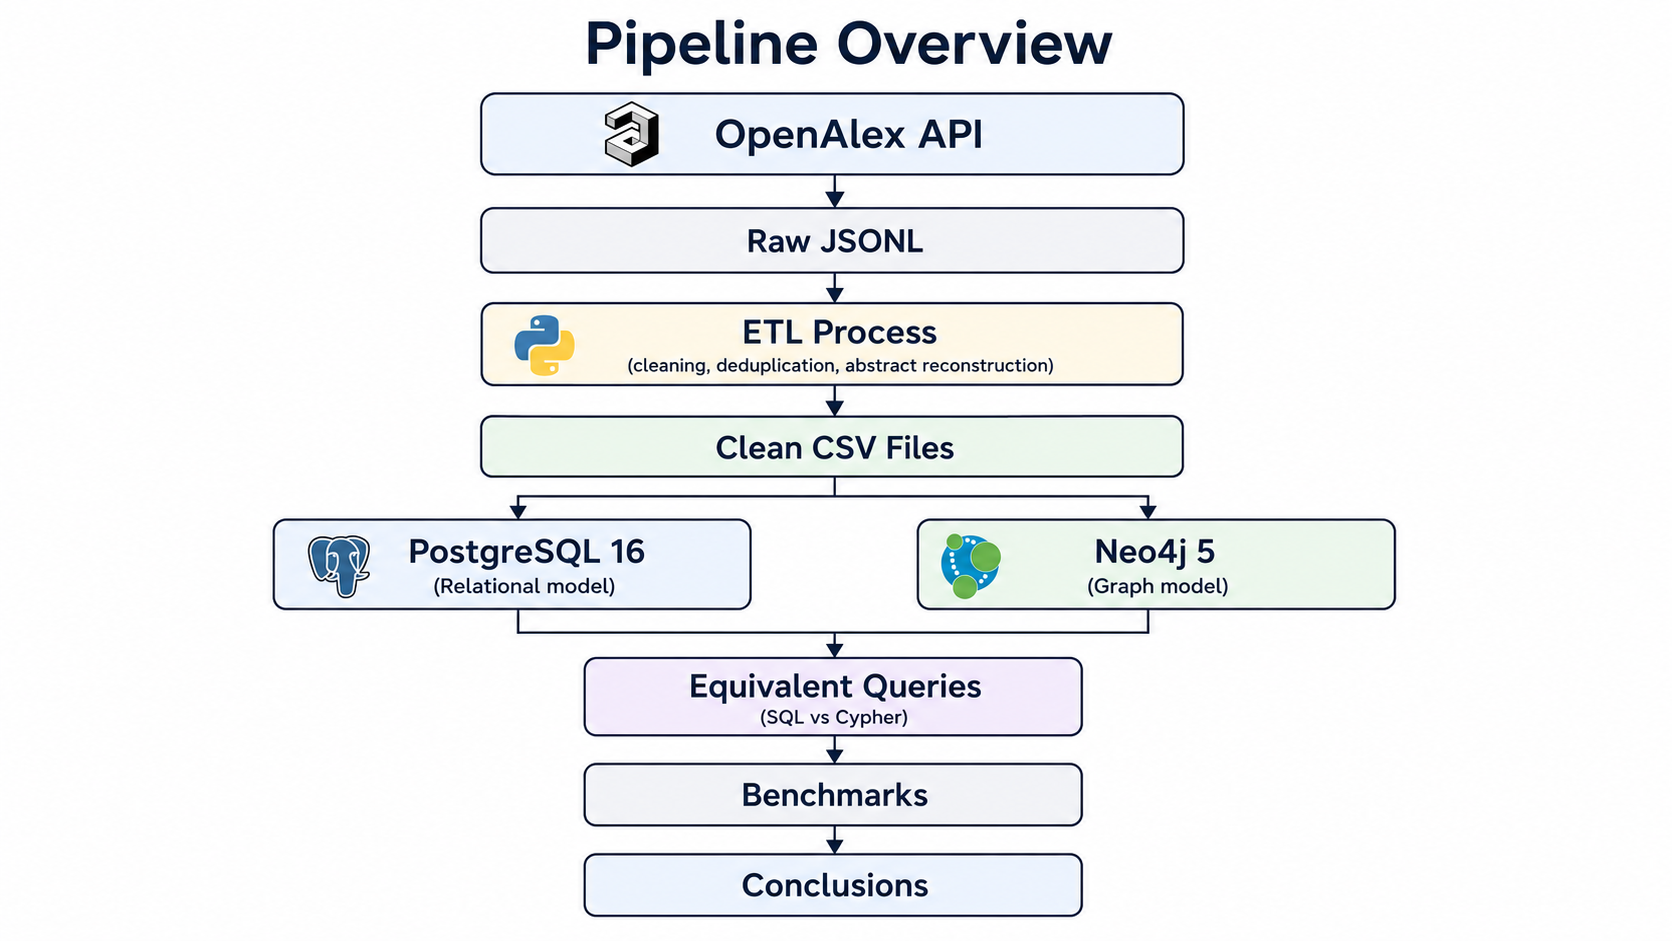 Pipeline Overview
OpenAlex API
Raw JSONL
ETL Process
(cleaning, deduplication, abstract reconstruction)
Clean CSV Files
PostgreSQL 16
(Relational model)
Neo4j 5
(Graph model)
Equivalent Queries
(SQL vs Cypher)
Benchmarks
Conclusions